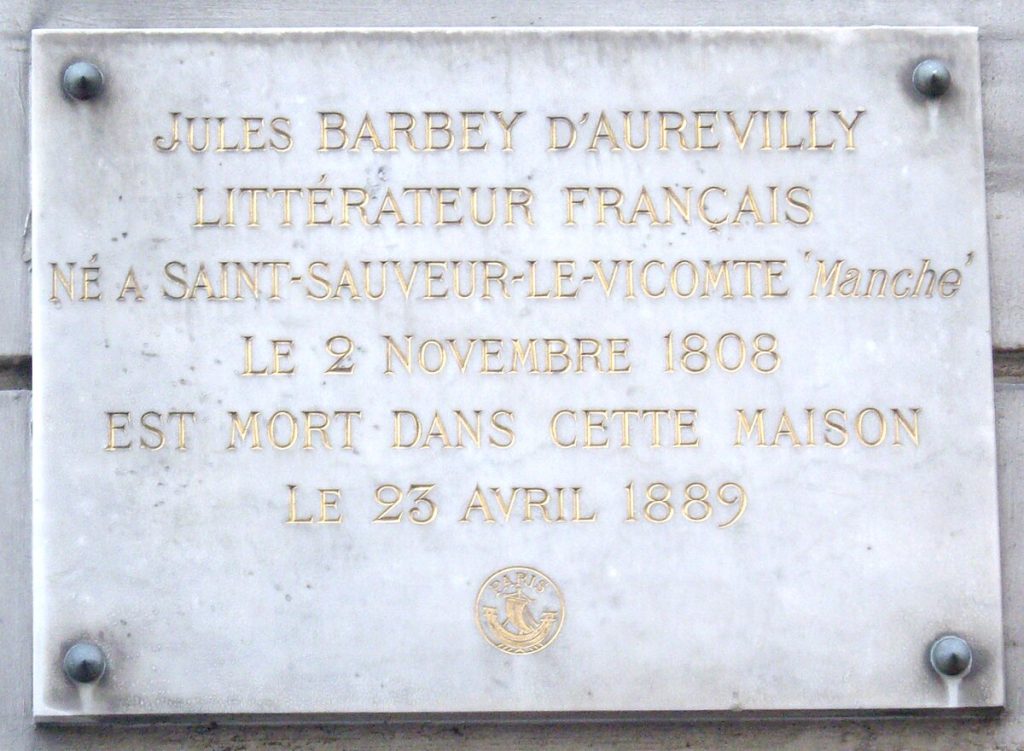 JULES BARBEY D'AUREVILLY
LITTÉRATEUR FRANÇAIS
NÉ A SAINT-SAUVEUR-LE-VICOMTE 'Manche'
LE 2 NOVEMBRE 1808
EST MORT DANS CETTE MAISON
LE 23 AVRIL 1889
PARIS